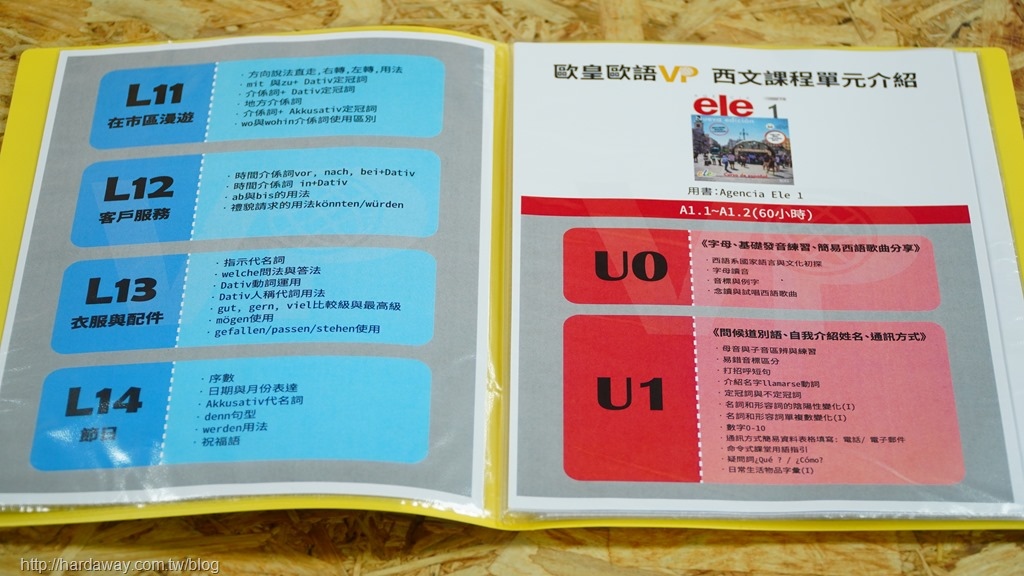 L11
在市區漫遊
· 方向說法直走,右轉,左轉,用法
· mit 與zu+ Dativ定冠詞
· 介係詞+ Dativ定冠詞
· 地方介係詞
· 介係詞+ Akkusativ定冠詞
· wo與wohin介係詞使用區別
L12
客戶服務
· 時間介係詞vor, nach, bei+Dativ
· 時間介係詞 in+Dativ
· ab與bis的用法
· 禮貌請求的用法könnten/würden
L13
衣服與配件
· 指示代名詞
· welche問法與答法
· Dativ動詞運用
· Dativ人稱代詞用法
· gut, gern, viel比較級與最高級
· mögen使用
· gefallen/passen/stehen使用
L14
節日
· 序數
· 日期與月份表達
· Akkusativ代名詞
· denn句型
· werden用法
· 祝福語
歐皇歐語VP 西文課程單元介紹
ele 1
用書:Agencia Ele 1
A1.1~A1.2(60小時)
U0
《字母、基礎發音練習、簡易西語歌曲分享》
· 西語系國家語言與文化初探
· 字母讀音
· 音標與例字
· 念讀與試唱西語歌曲
U1
《問候道別語、自我介紹姓名、通訊方式》
· 母音與子音區辨與練習
· 易錯音標區分
· 打招呼短句
· 介紹名字llamarse動詞
· 定冠詞與不定冠詞
· 名詞和形容詞的陰陽性變化(I)
· 名詞和形容詞單複數變化(I)
· 數字0-10
· 通訊方式簡易資料表格填寫: 電話/ 電子郵件
· 命令式課堂用語指引
· 疑問詞¿Qué ? / ¿Cómo?
· 日常生活物品字彙(I)
http://hardaway.com.tw/blog